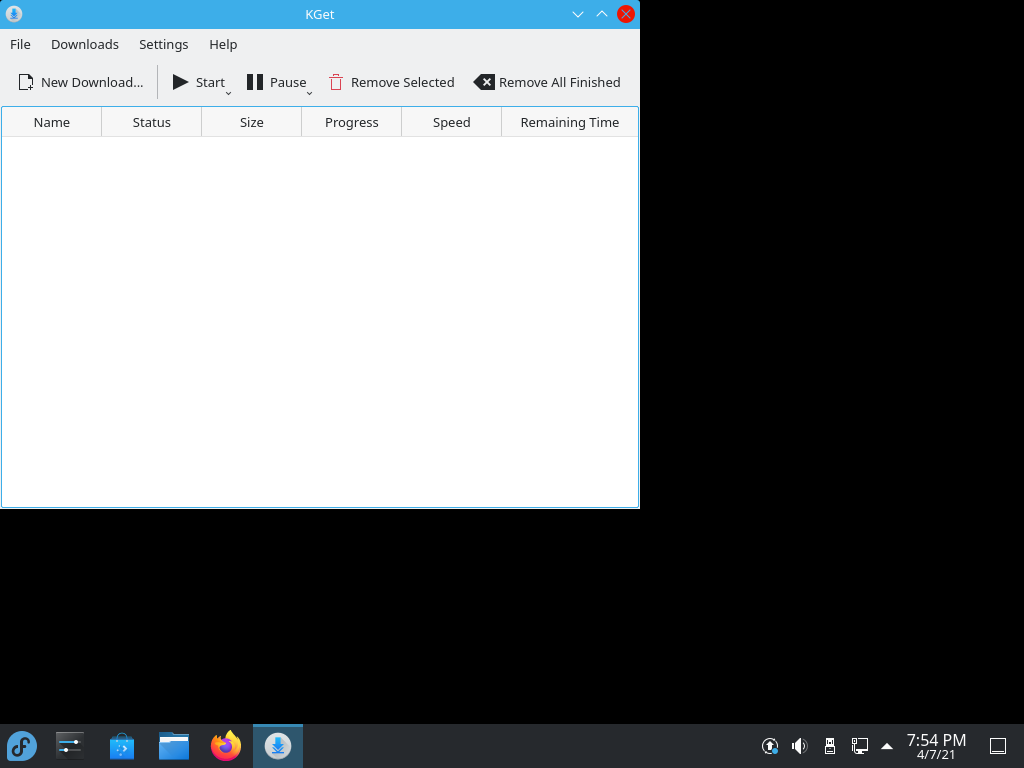 KGet
File Downloads Settings Help
New Download... Start Pause Remove Selected Remove All Finished
Name Status Size Progress Speed Remaining Time
7:54 PM
4/7/21